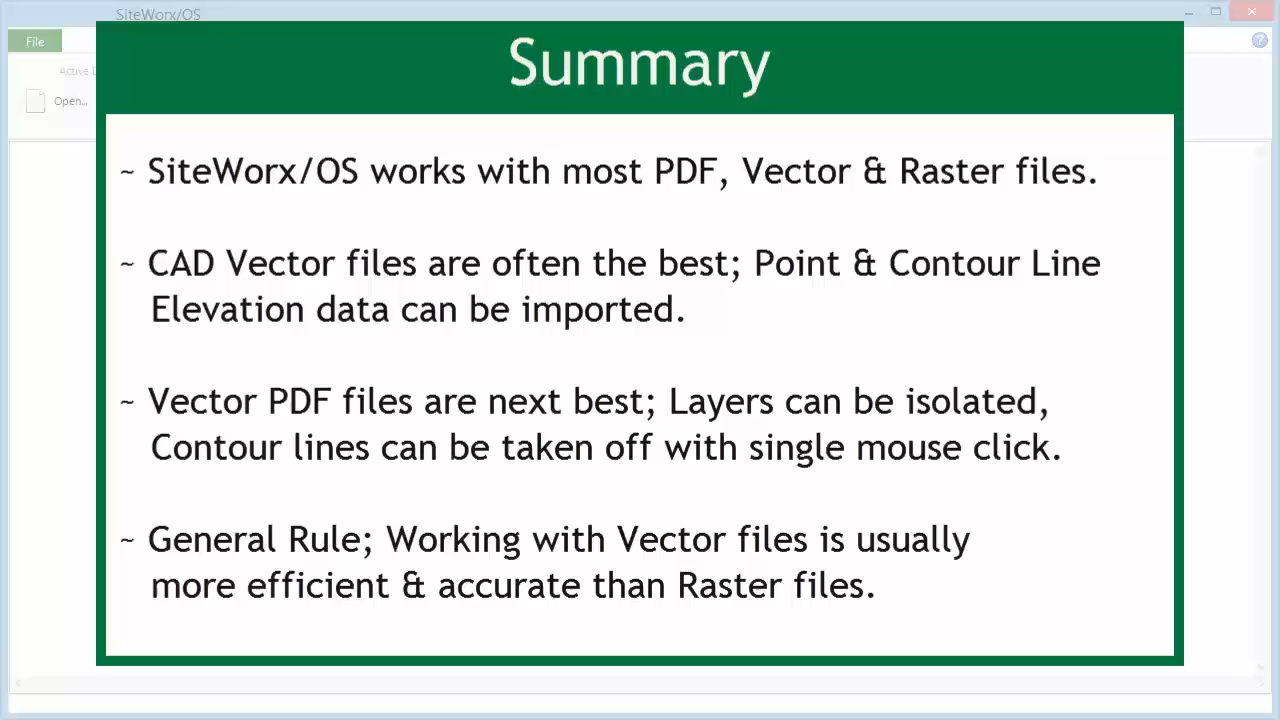 SiteWorx/OS
File
Active D
Open...
Summary
~ SiteWorx/OS works with most PDF, Vector & Raster files.
~ CAD Vector files are often the best; Point & Contour Line
Elevation data can be imported.
~ Vector PDF files are next best; Layers can be isolated,
Contour lines can be taken off with single mouse click.
~ General Rule; Working with Vector files is usually
more efficient & accurate than Raster files.